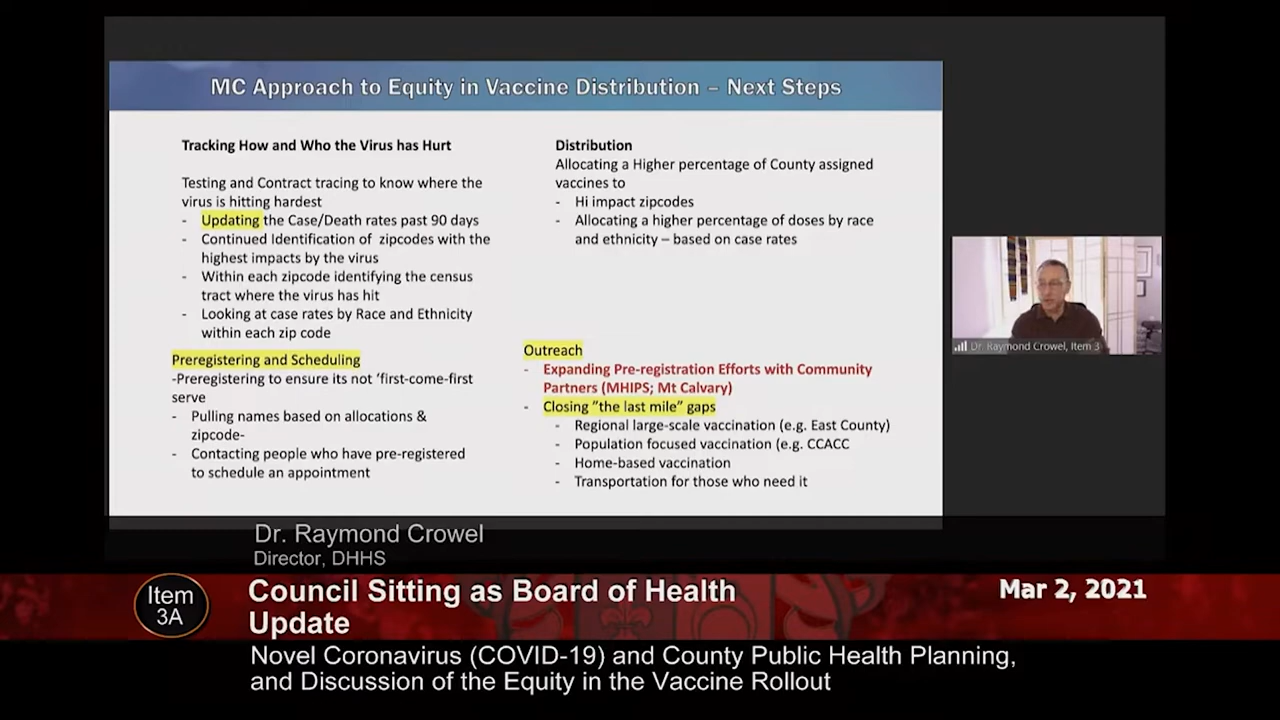 MC Approach to Equity in Vaccine Distribution – Next Steps
Tracking How and Who the Virus has Hurt
Testing and Contract tracing to know where the
virus is hitting hardest
- Updating the Case/Death rates past 90 days
- Continued Identification of zipcodes with the
highest impacts by the virus
- Within each zipcode identifying the census
tract where the virus has hit
- Looking at case rates by Race and Ethnicity
within each zip code
Preregistering and Scheduling
-Preregistering to ensure its not ‘first-come-first
serve
- Pulling names based on allocations &
zipcode-
- Contacting people who have pre-registered
to schedule an appointment
Distribution
Allocating a Higher percentage of County assigned
vaccines to
- Hi impact zipcodes
- Allocating a higher percentage of doses by race
and ethnicity – based on case rates
Outreach
- Expanding Pre-registration Efforts with Community
Partners (MHIPS; Mt Calvary)
- Closing ”the last mile” gaps
- Regional large-scale vaccination (e.g. East County)
- Population focused vaccination (e.g. CCACC
- Home-based vaccination
- Transportation for those who need it
Dr. Raymond Crowel, Item 3
Dr. Raymond Crowel
Director, DHHS
Item
3A
Council Sitting as Board of Health
Update
Mar 2, 2021
Novel Coronavirus (COVID-19) and County Public Health Planning,
and Discussion of the Equity in the Vaccine Rollout